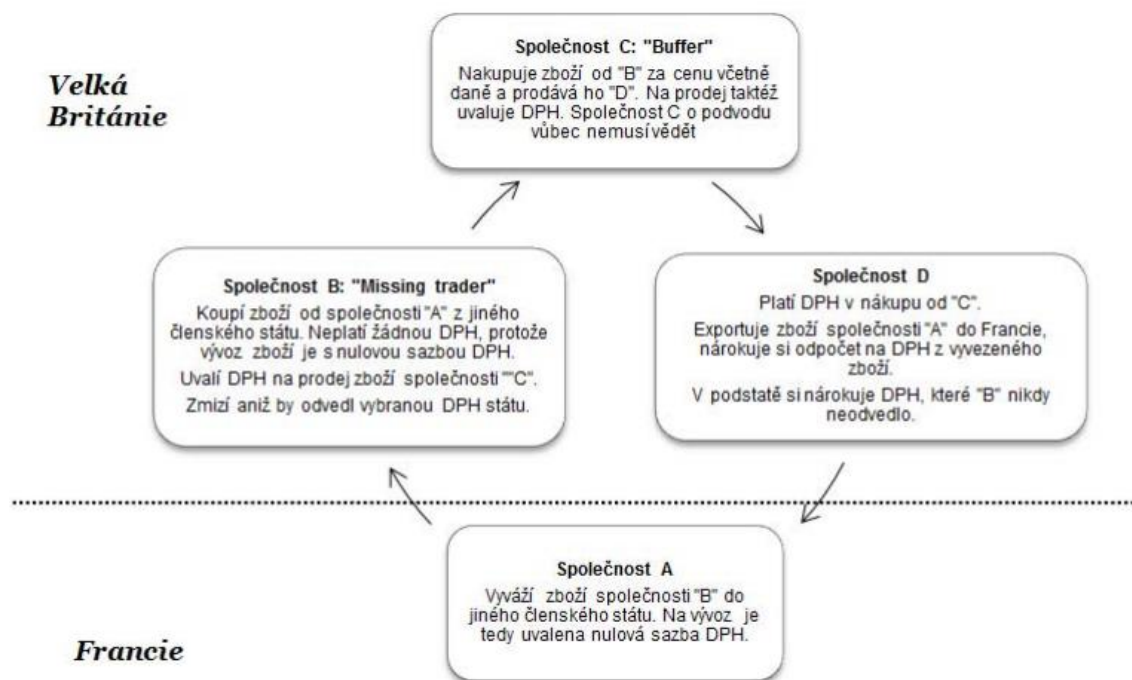 Velká
Británie
Společnost C: "Buffer"
Nakupuje zboží od "B" za cenu včetně
daně a prodává ho "D". Na prodej taktéž
uvaluje DPH. Společnost C o podvodu
vůbec nemusí vědět
Společnost B: "Missing trader"
Koupí zboží od společnosti "A" z jiného
členského státu. Neplatí žádnou DPH, protože
vývoz zboží je s nulovou sazbou DPH.
Uvalí DPH na prodej zboží společnosti ""C".
Zmizí aniž by odvedl vybranou DPH státu.
Společnost D
Platí DPH v nákupu od "C".
Exportuje zboží společnosti "A" do Francie,
nárokuje si odpočet na DPH z vyvezeného
zboží.
V podstatě si nárokuje DPH, které "B" nikdy
neodvedlo.
Společnost A
Vyváží zboží společnosti "B" do
jiného členského státu. Na vývoz je
tedy uvalena nulová sazba DPH.
Francie